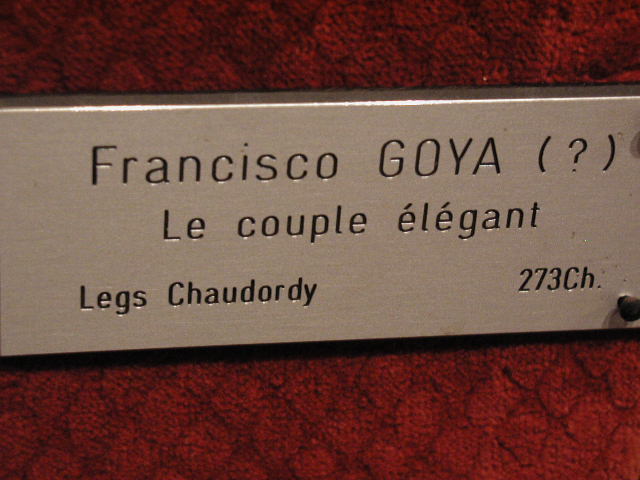 Francisco GOYA (?)
Le couple élégant
Legs Chaudordy 273Ch.